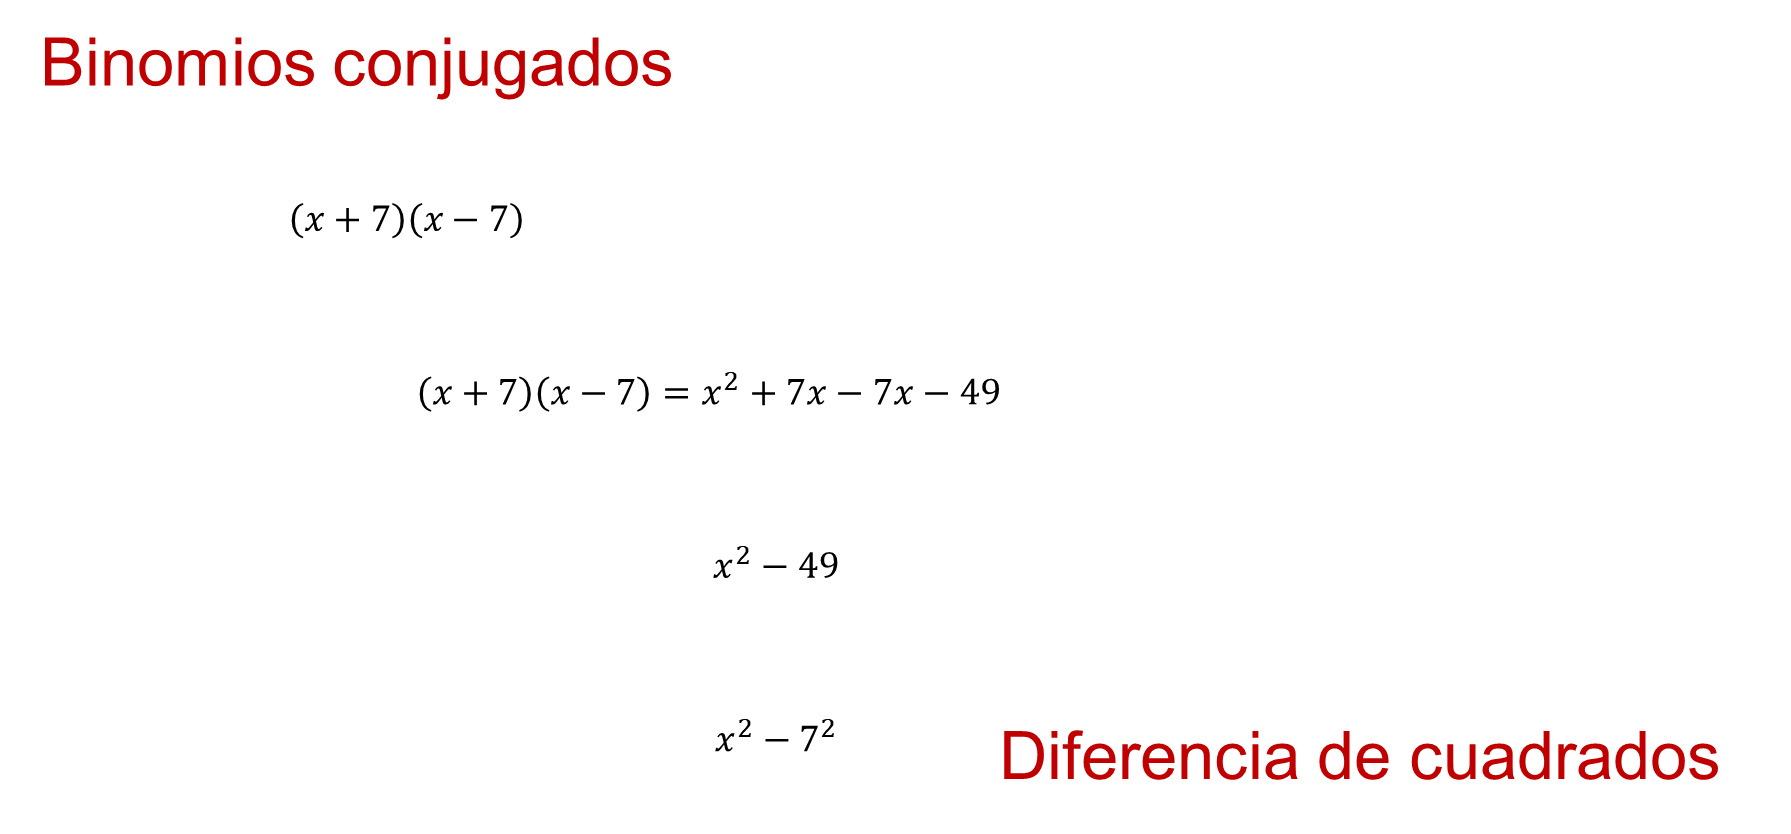 Binomios conjugados
(x + 7)(x − 7)
(x + 7)(x − 7) = x² + 7x − 7x − 49
x² − 49
x² − 7²
Diferencia de cuadrados